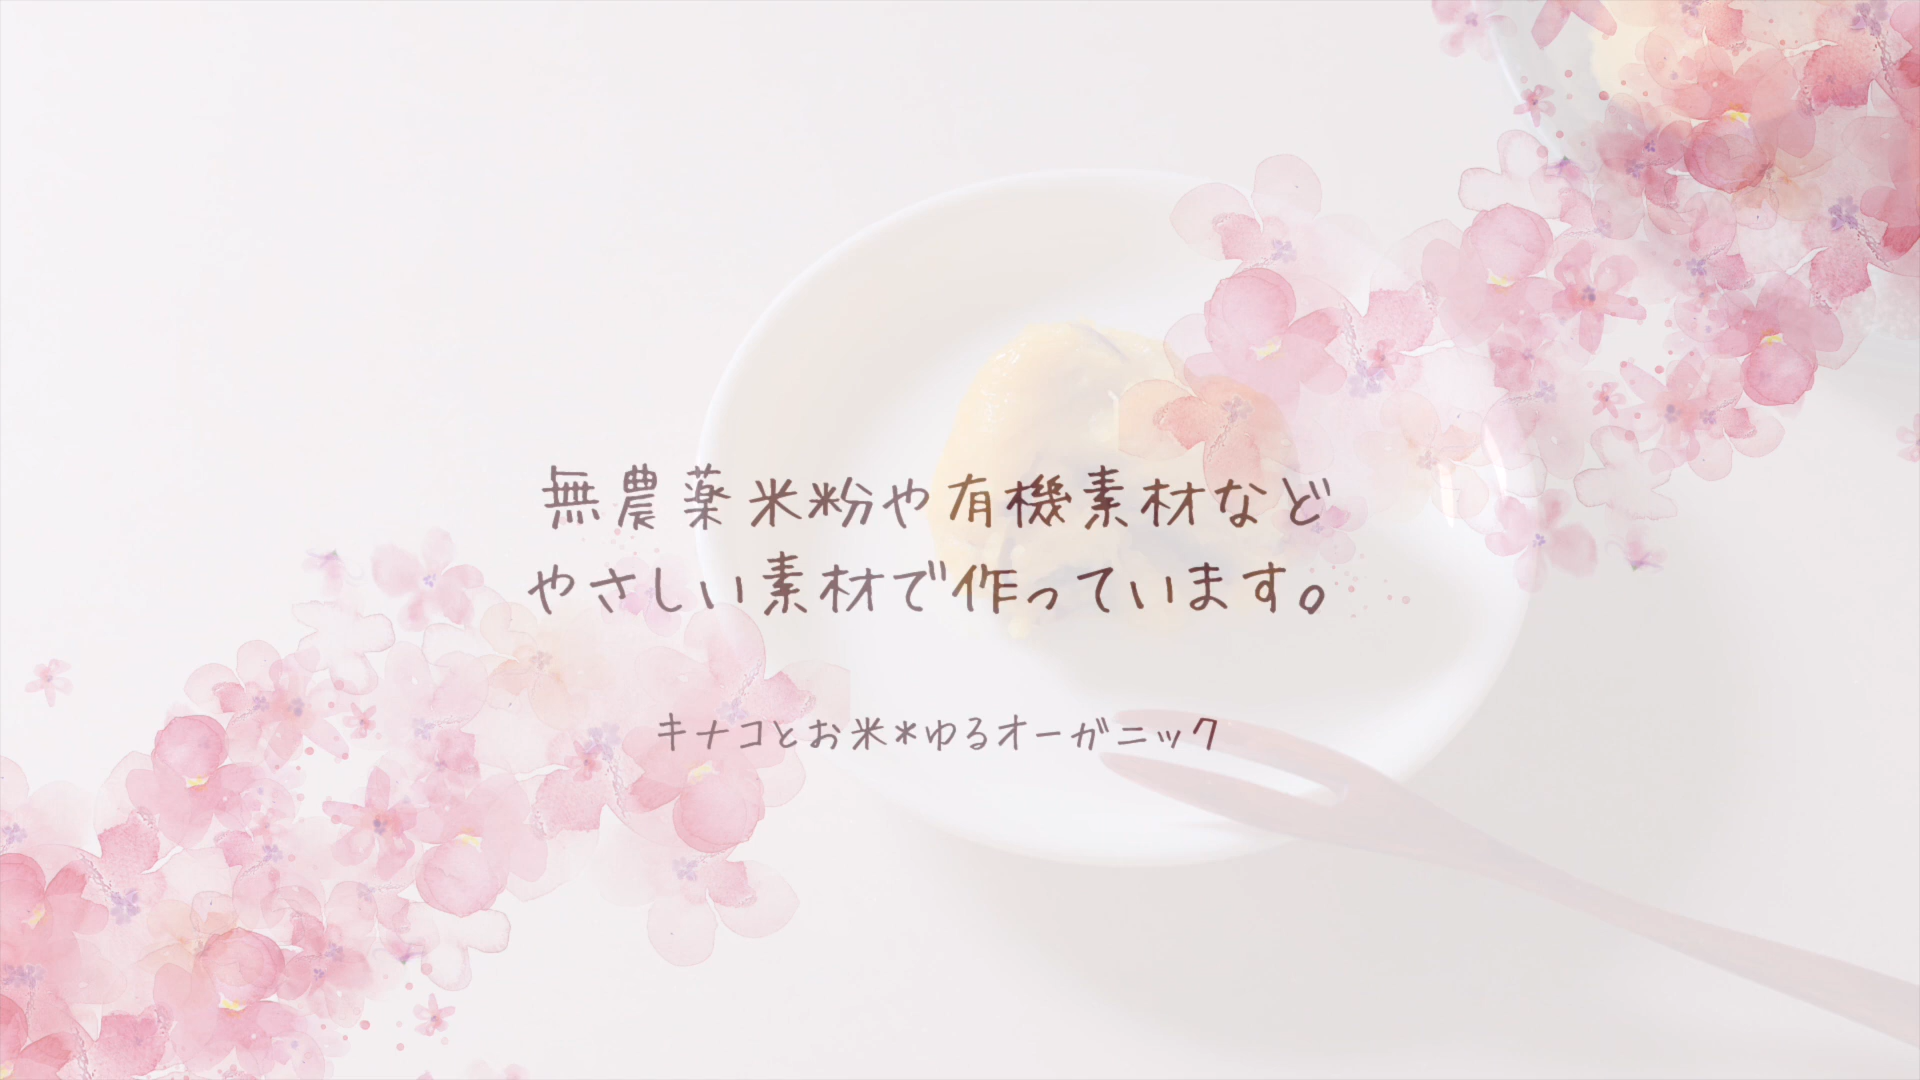 無農薬米粉や有機素材など
やさしい素材で作っています。
キナコとお米*ゆるオーガニック